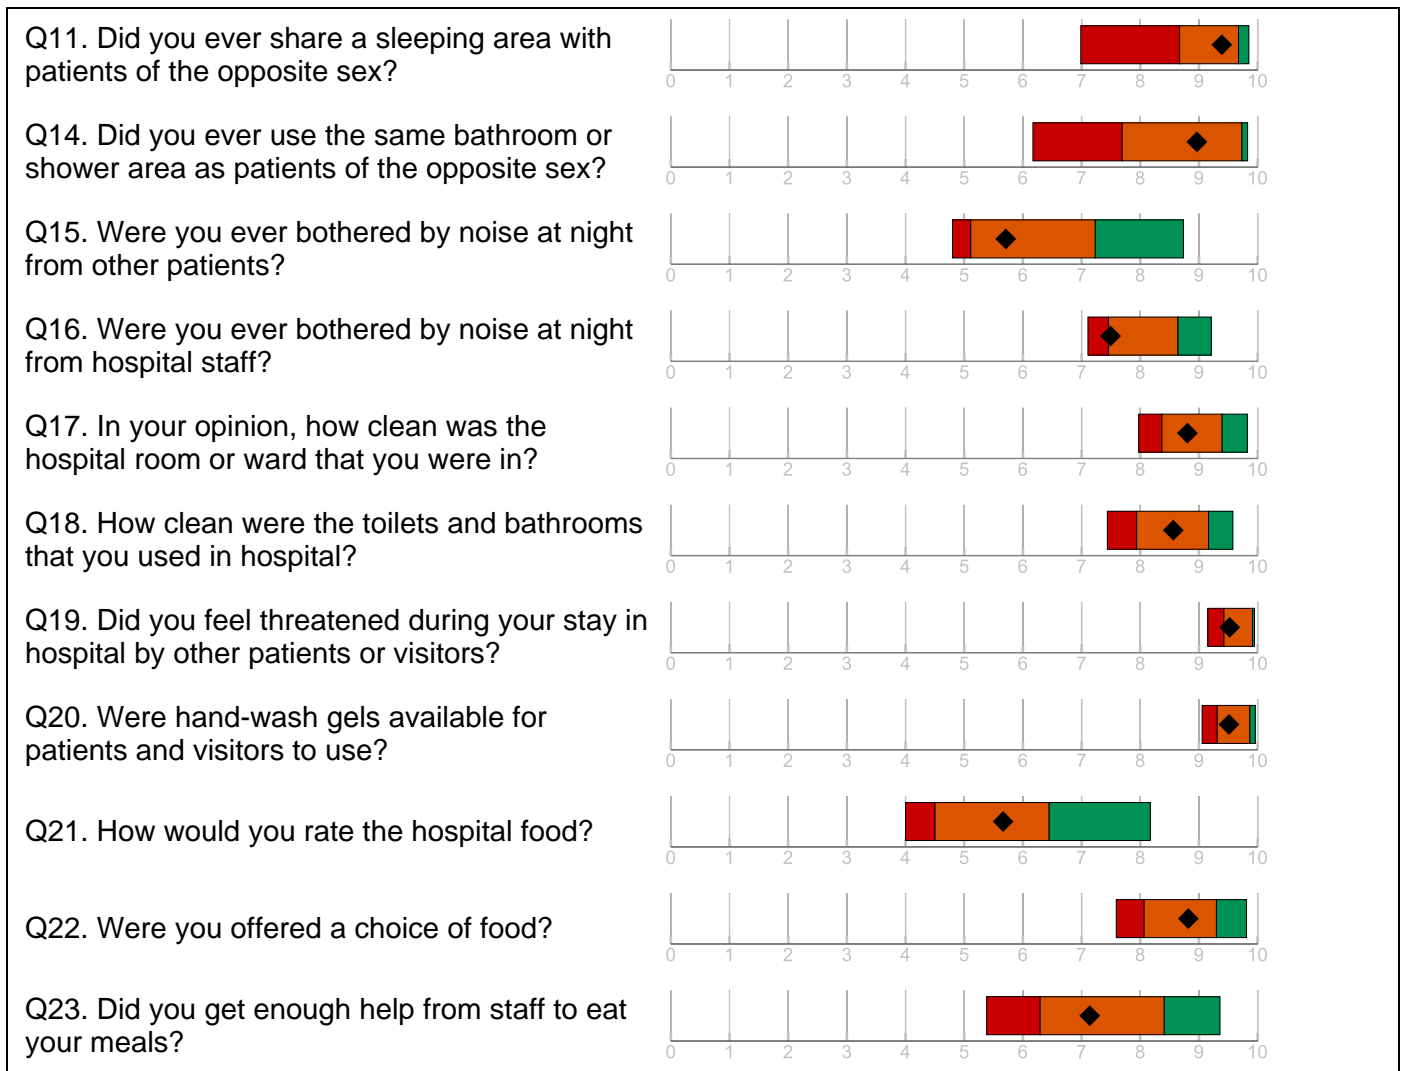 Q11. Did you ever share a sleeping area with
patients of the opposite sex?
0 1 2 3 4 5 6 7 8 9 10
Q14. Did you ever use the same bathroom or
shower area as patients of the opposite sex?
0 1 2 3 4 5 6 7 8 9 10
Q15. Were you ever bothered by noise at night
from other patients?
0 1 2 3 4 5 6 7 8 9 10
Q16. Were you ever bothered by noise at night
from hospital staff?
0 1 2 3 4 5 6 7 8 9 10
Q17. In your opinion, how clean was the
hospital room or ward that you were in?
0 1 2 3 4 5 6 7 8 9 10
Q18. How clean were the toilets and bathrooms
that you used in hospital?
0 1 2 3 4 5 6 7 8 9 10
Q19. Did you feel threatened during your stay in
hospital by other patients or visitors?
0 1 2 3 4 5 6 7 8 9 10
Q20. Were hand-wash gels available for
patients and visitors to use?
0 1 2 3 4 5 6 7 8 9 10
Q21. How would you rate the hospital food?
0 1 2 3 4 5 6 7 8 9 10
Q22. Were you offered a choice of food?
0 1 2 3 4 5 6 7 8 9 10
Q23. Did you get enough help from staff to eat
your meals?
0 1 2 3 4 5 6 7 8 9 10